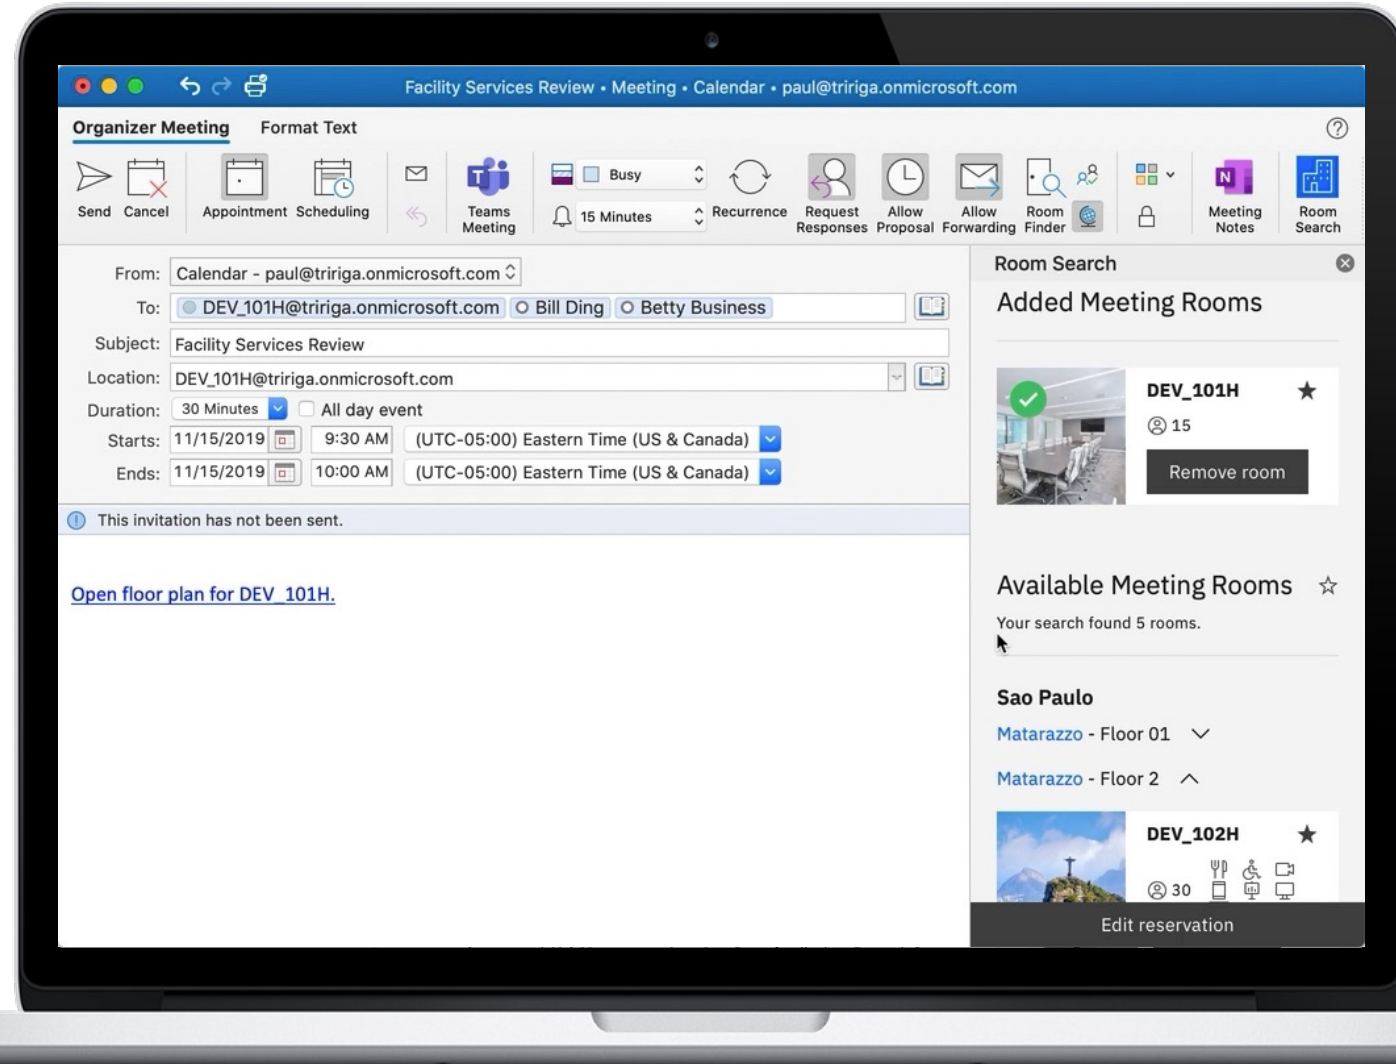 Facility Services Review • Meeting • Calendar • paul@tririga.onmicrosoft.com
Organizer Meeting Format Text
Send Cancel Appointment Scheduling Teams Meeting Busy 15 Minutes Recurrence Request Responses Allow Proposal Allow Forwarding Room Finder Meeting Notes Room Search
From: Calendar - paul@tririga.onmicrosoft.com
To: DEV_101H@tririga.onmicrosoft.com Bill Ding Betty Business
Subject: Facility Services Review
Location: DEV_101H@tririga.onmicrosoft.com
Duration: 30 Minutes All day event
Starts: 11/15/2019 9:30 AM (UTC-05:00) Eastern Time (US & Canada)
Ends: 11/15/2019 10:00 AM (UTC-05:00) Eastern Time (US & Canada)
This invitation has not been sent.
Open floor plan for DEV_101H.
Room Search
Added Meeting Rooms
DEV_101H
15
Remove room
Available Meeting Rooms
Your search found 5 rooms.
Sao Paulo
Matarazzo - Floor 01
Matarazzo - Floor 2
DEV_102H
30
Edit reservation